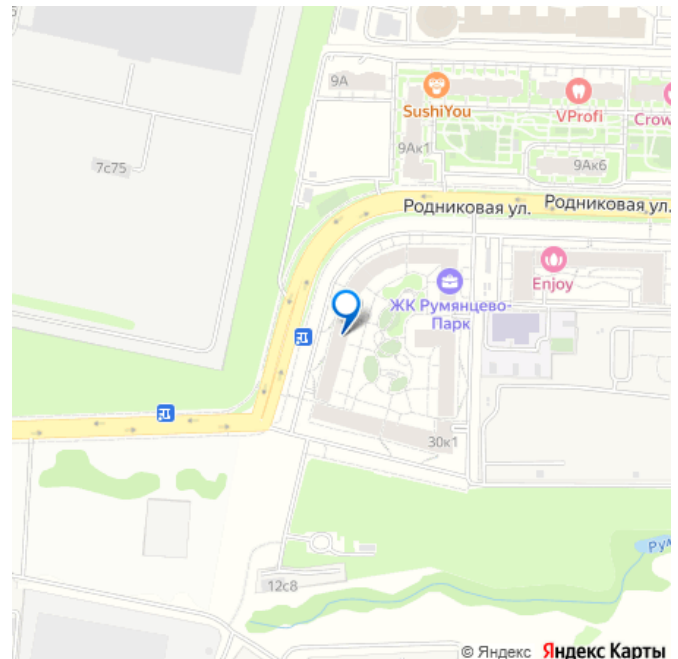 9А
SushiYou
VProfi
Crow
9Ак1
7с75
9Ак6
Родниковая ул.
Родниковая ул.
Enjoy
ЖК Румянцево-
Парк
30к1
Рум
12с8
© Яндекс Яндекс Карты